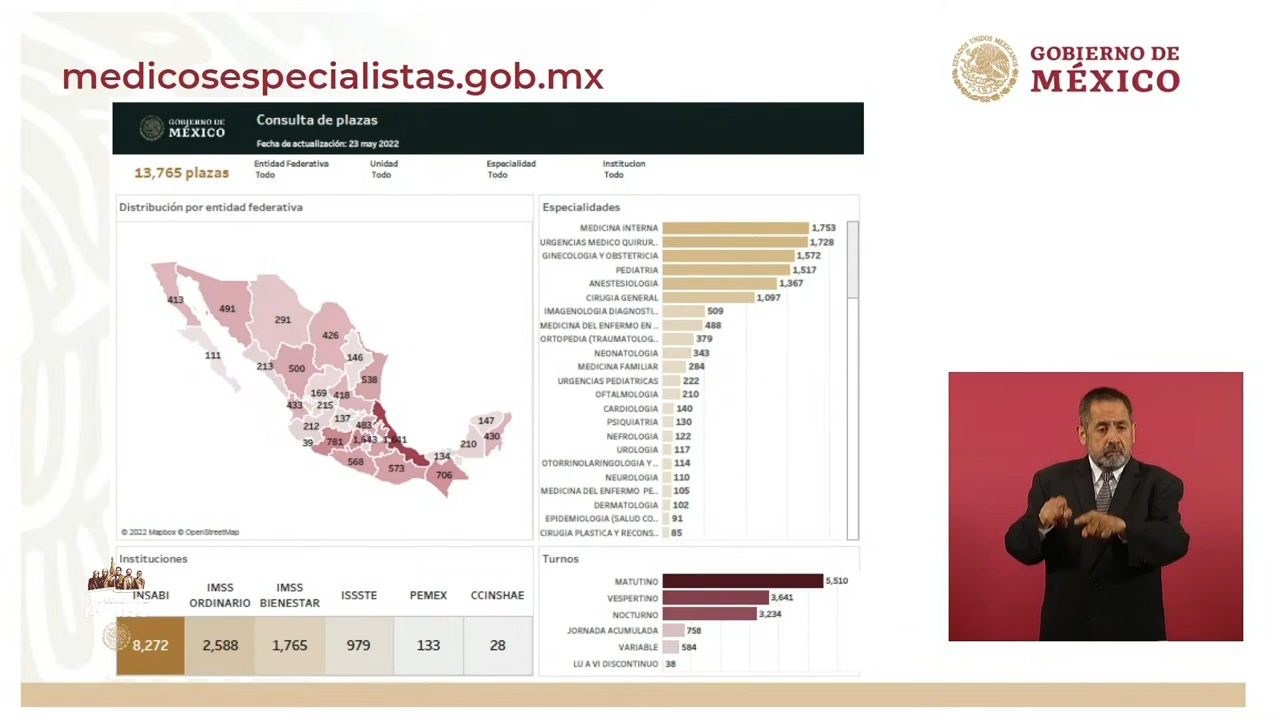 medicosespecialistas.gob.mx
GOBIERNO DE
MÉXICO
GOBIERNO DE
MÉXICO
Consulta de plazas
Fecha de actualización: 23 may 2022
13,765 plazas
Entidad Federativa
Todo
Unidad
Todo
Especialidad
Todo
Institucion
Todo
Distribución por entidad federativa
413
491
291
426
111
213
500
146
538
169
418
433
215
137
212
483
39
781
1,643
1,641
568
573
134
706
210
147
430
© 2022 Mapbox © OpenStreetMap
Especialidades
MEDICINA INTERNA 1,753
URGENCIAS MEDICO QUIRUR.. 1,728
GINECOLOGIA Y OBSTETRICIA 1,572
PEDIATRIA 1,517
ANESTESIOLOGIA 1,367
CIRUGIA GENERAL 1,097
IMAGENOLOGIA DIAGNOSTI.. 509
MEDICINA DEL ENFERMO EN .. 488
ORTOPEDIA (TRAUMATOLOG.. 379
NEONATOLOGIA 343
MEDICINA FAMILIAR 284
URGENCIAS PEDIATRICAS 222
OFTALMOLOGIA 210
CARDIOLOGIA 140
PSIQUIATRIA 130
NEFROLOGIA 122
UROLOGIA 117
OTORRINOLARINGOLOGIA Y .. 114
NEUROLOGIA 110
MEDICINA DEL ENFERMO PE.. 105
DERMATOLOGIA 102
EPIDEMIOLOGIA (SALUD CO.. 91
CIRUGIA PLASTICA Y RECONS.. 85
Instituciones
INSABI
IMSS
ORDINARIO
IMSS
BIENESTAR
ISSSTE
PEMEX
CCINSHAE
8,272
2,588
1,765
979
133
28
Turnos
MATUTINO 5,510
VESPERTINO 3,641
NOCTURNO 3,234
JORNADA ACUMULADA 758
VARIABLE 584
LU A VI DISCONTINUO 38